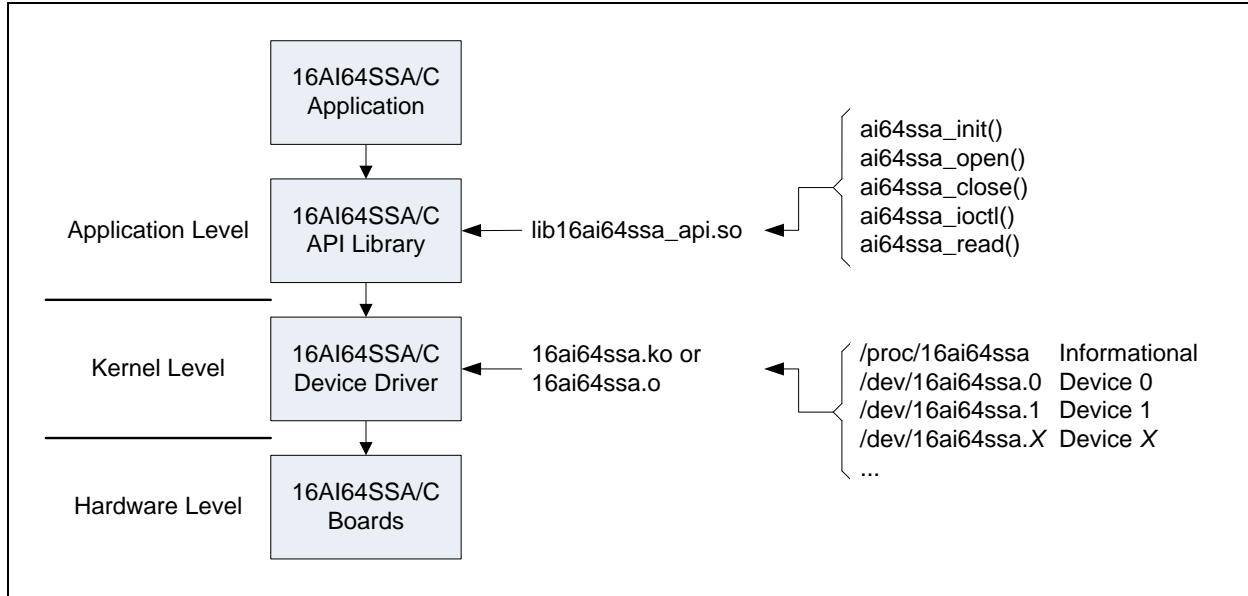 16AI64SSA/C
Application
Application Level
16AI64SSA/C
API Library
lib16ai64ssa_api.so
ai64ssa_init()
ai64ssa_open()
ai64ssa_close()
ai64ssa_ioctl()
ai64ssa_read()
Kernel Level
16AI64SSA/C
Device Driver
16ai64ssa.ko or
16ai64ssa.o
/proc/16ai64ssa Informational
/dev/16ai64ssa.0 Device 0
/dev/16ai64ssa.1 Device 1
/dev/16ai64ssa.X Device X
...
Hardware Level
16AI64SSA/C
Boards